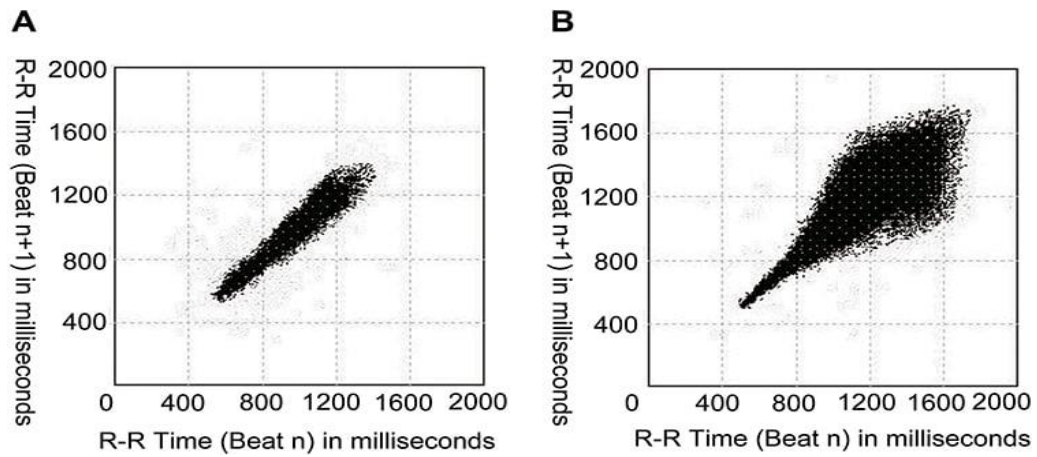 A
R-R Time (Beat n+1) in milliseconds
2000
1600
1200
800
400
0 400 800 1200 1600 2000
R-R Time (Beat n) in milliseconds
B
R-R Time (Beat n+1) in milliseconds
2000
1600
1200
800
400
0 400 800 1200 1600 2000
R-R Time (Beat n) in milliseconds